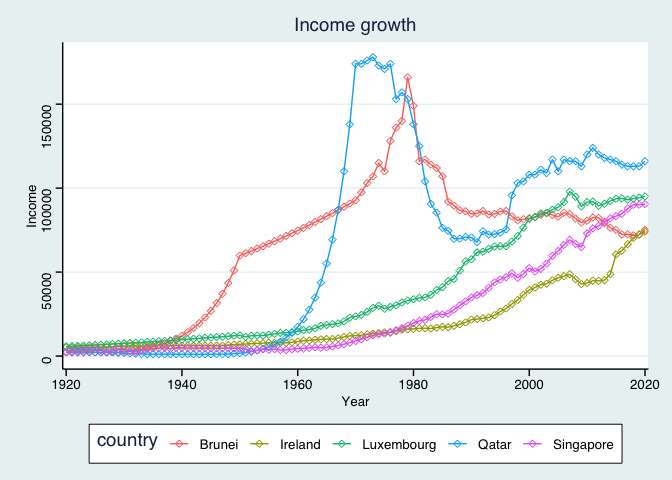 Income growth
Income
150000
100000
50000
0
1920 1940 1960 1980 2000 2020
Year
country Brunei Ireland Luxembourg Qatar Singapore